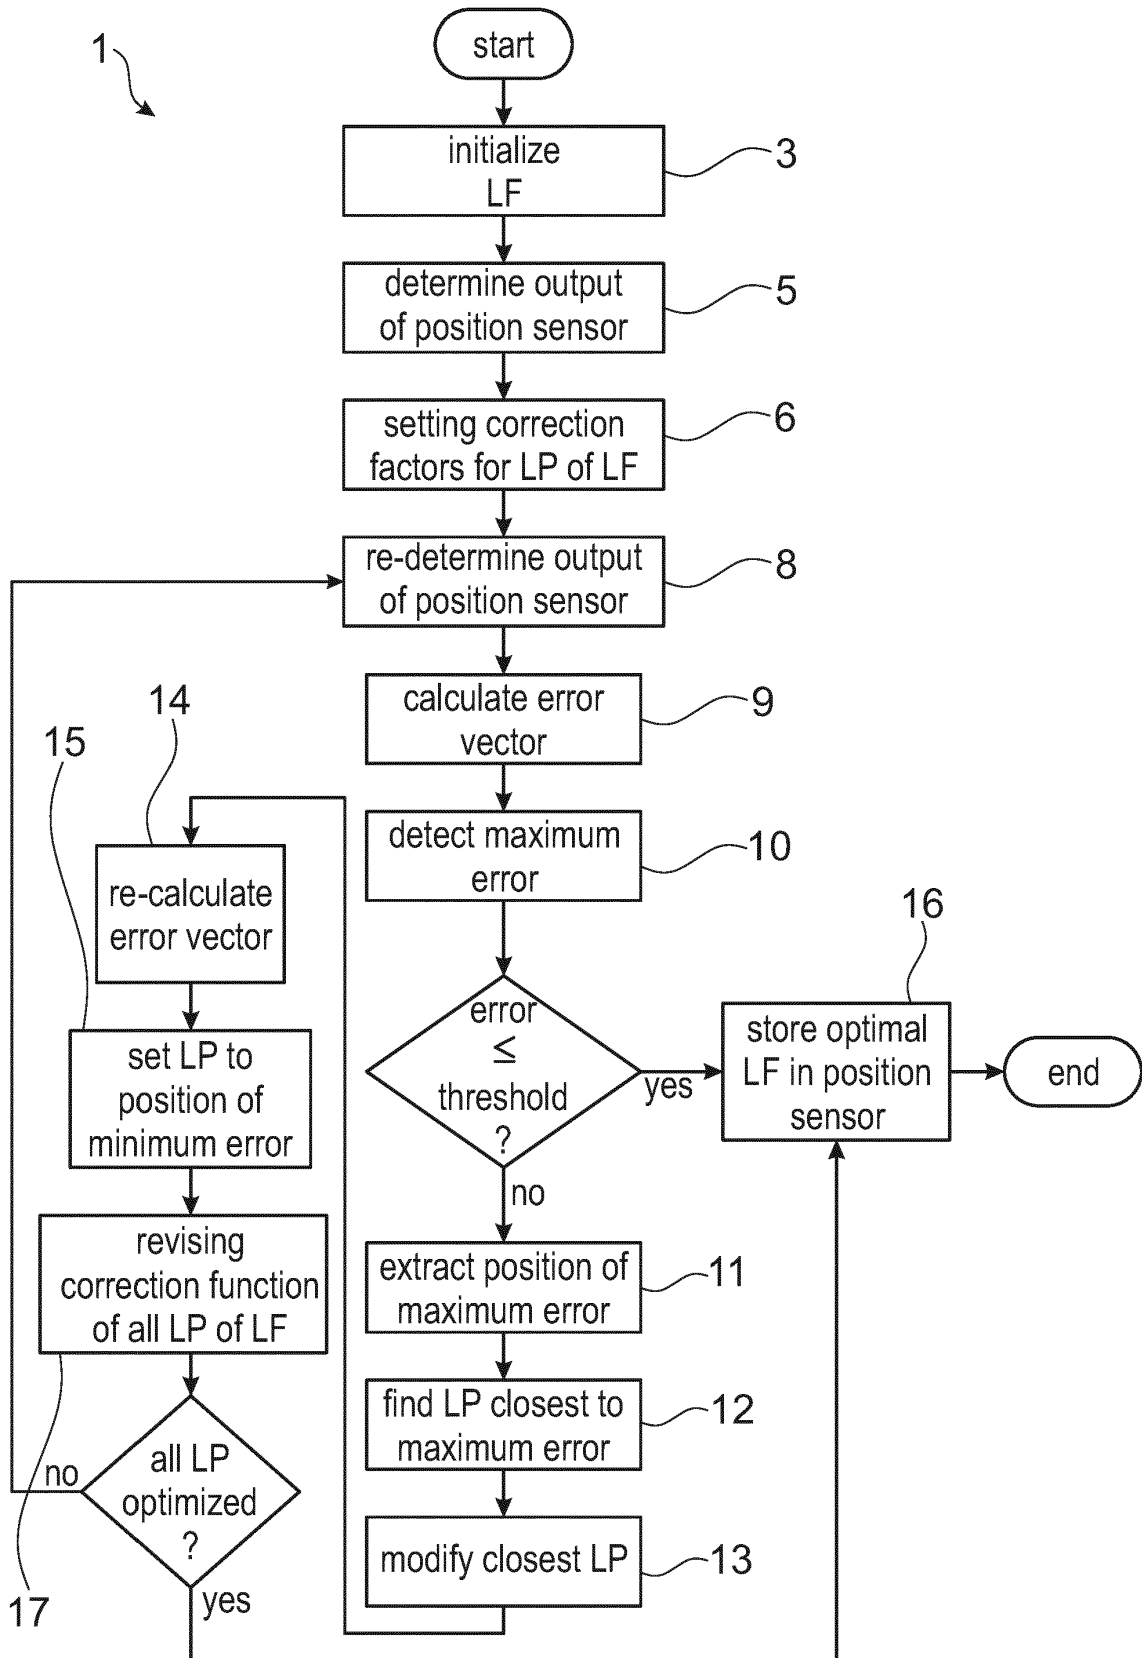 1
start
initialize
LF
3
determine output
of position sensor
5
setting correction
factors for LP of LF
6
re-determine output
of position sensor
8
calculate error
vector
9
detect maximum
error
10
error
≤
threshold
?
yes
no
store optimal
LF in position
sensor
16
end
extract position of
maximum error
11
find LP closest to
maximum error
12
modify closest LP
13
14
re-calculate
error vector
15
set LP to
position of
minimum error
revising
correction function
of all LP of LF
17
all LP
optimized
?
no
yes